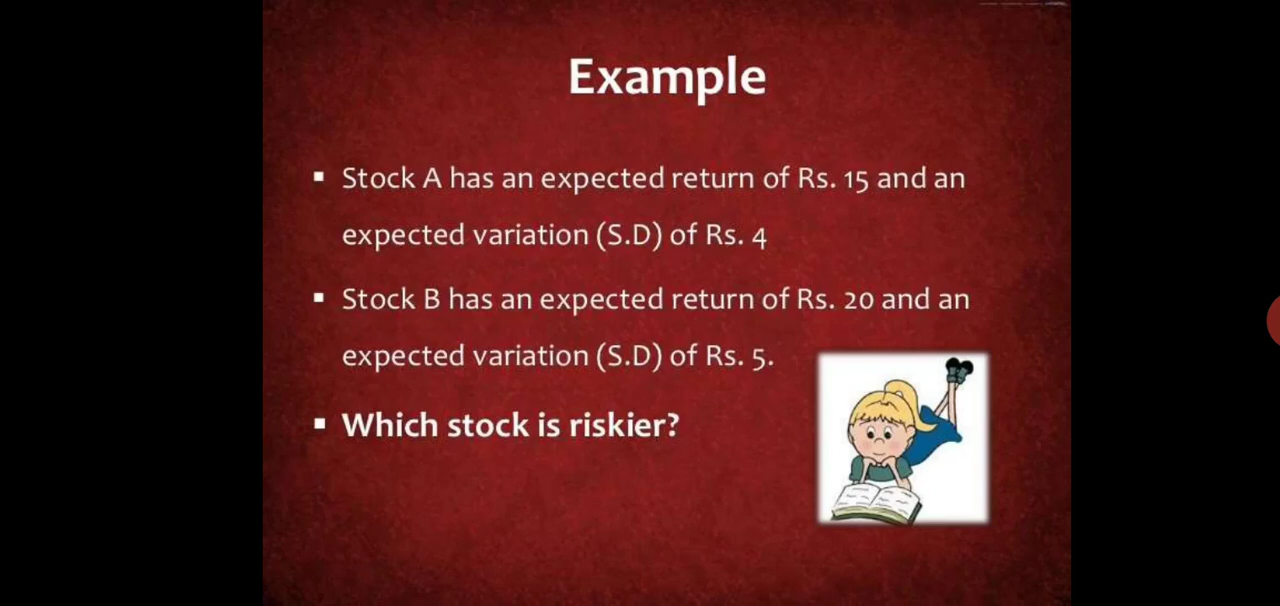 Example
▪ Stock A has an expected return of Rs. 15 and an
expected variation (S.D) of Rs. 4
▪ Stock B has an expected return of Rs. 20 and an
expected variation (S.D) of Rs. 5.
▪ Which stock is riskier?